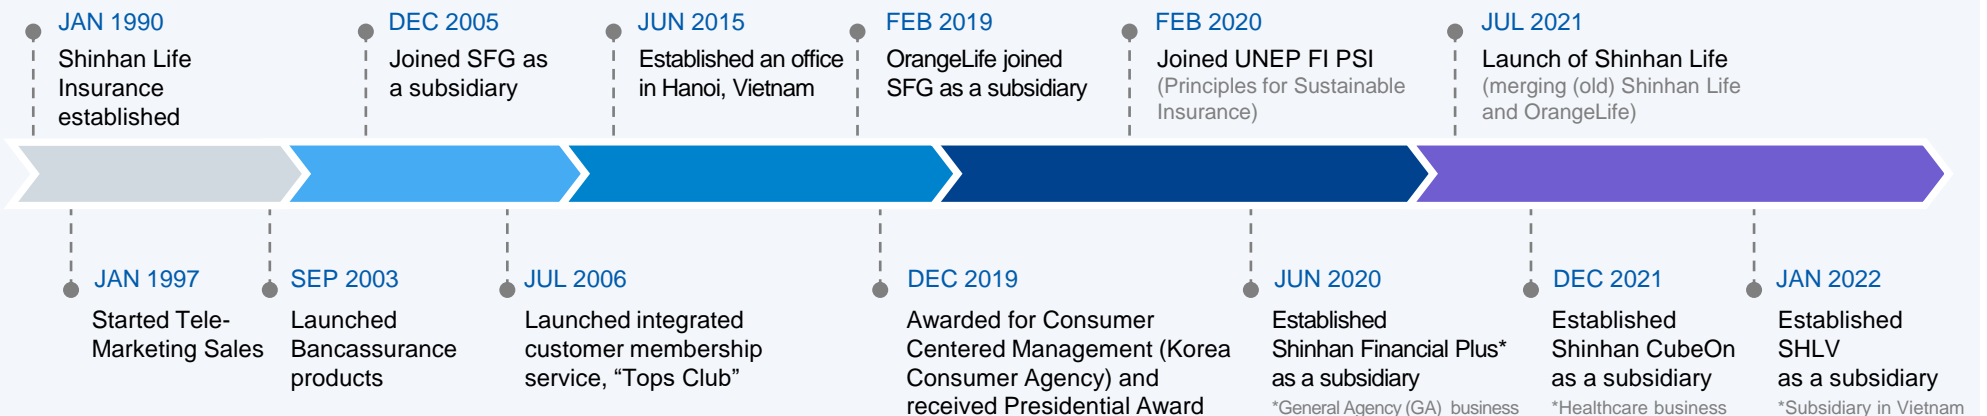 JAN 1990
Shinhan Life
Insurance
established
DEC 2005
Joined SFG as
a subsidiary
JUN 2015
Established an office
in Hanoi, Vietnam
FEB 2019
OrangeLife joined
SFG as a subsidiary
FEB 2020
Joined UNEP FI PSI
(Principles for Sustainable
Insurance)
JUL 2021
Launch of Shinhan Life
(merging (old) Shinhan Life
and OrangeLife)
JAN 1997
Started Tele-
Marketing Sales
SEP 2003
Launched
Bancassurance
products
JUL 2006
Launched integrated
customer membership
service, “Tops Club”
DEC 2019
Awarded for Consumer
Centered Management (Korea
Consumer Agency) and
received Presidential Award
JUN 2020
Established
Shinhan Financial Plus*
as a subsidiary
*General Agency (GA) business
DEC 2021
Established
Shinhan CubeOn
as a subsidiary
*Healthcare business
JAN 2022
Established
SHLV
as a subsidiary
*Subsidiary in Vietnam